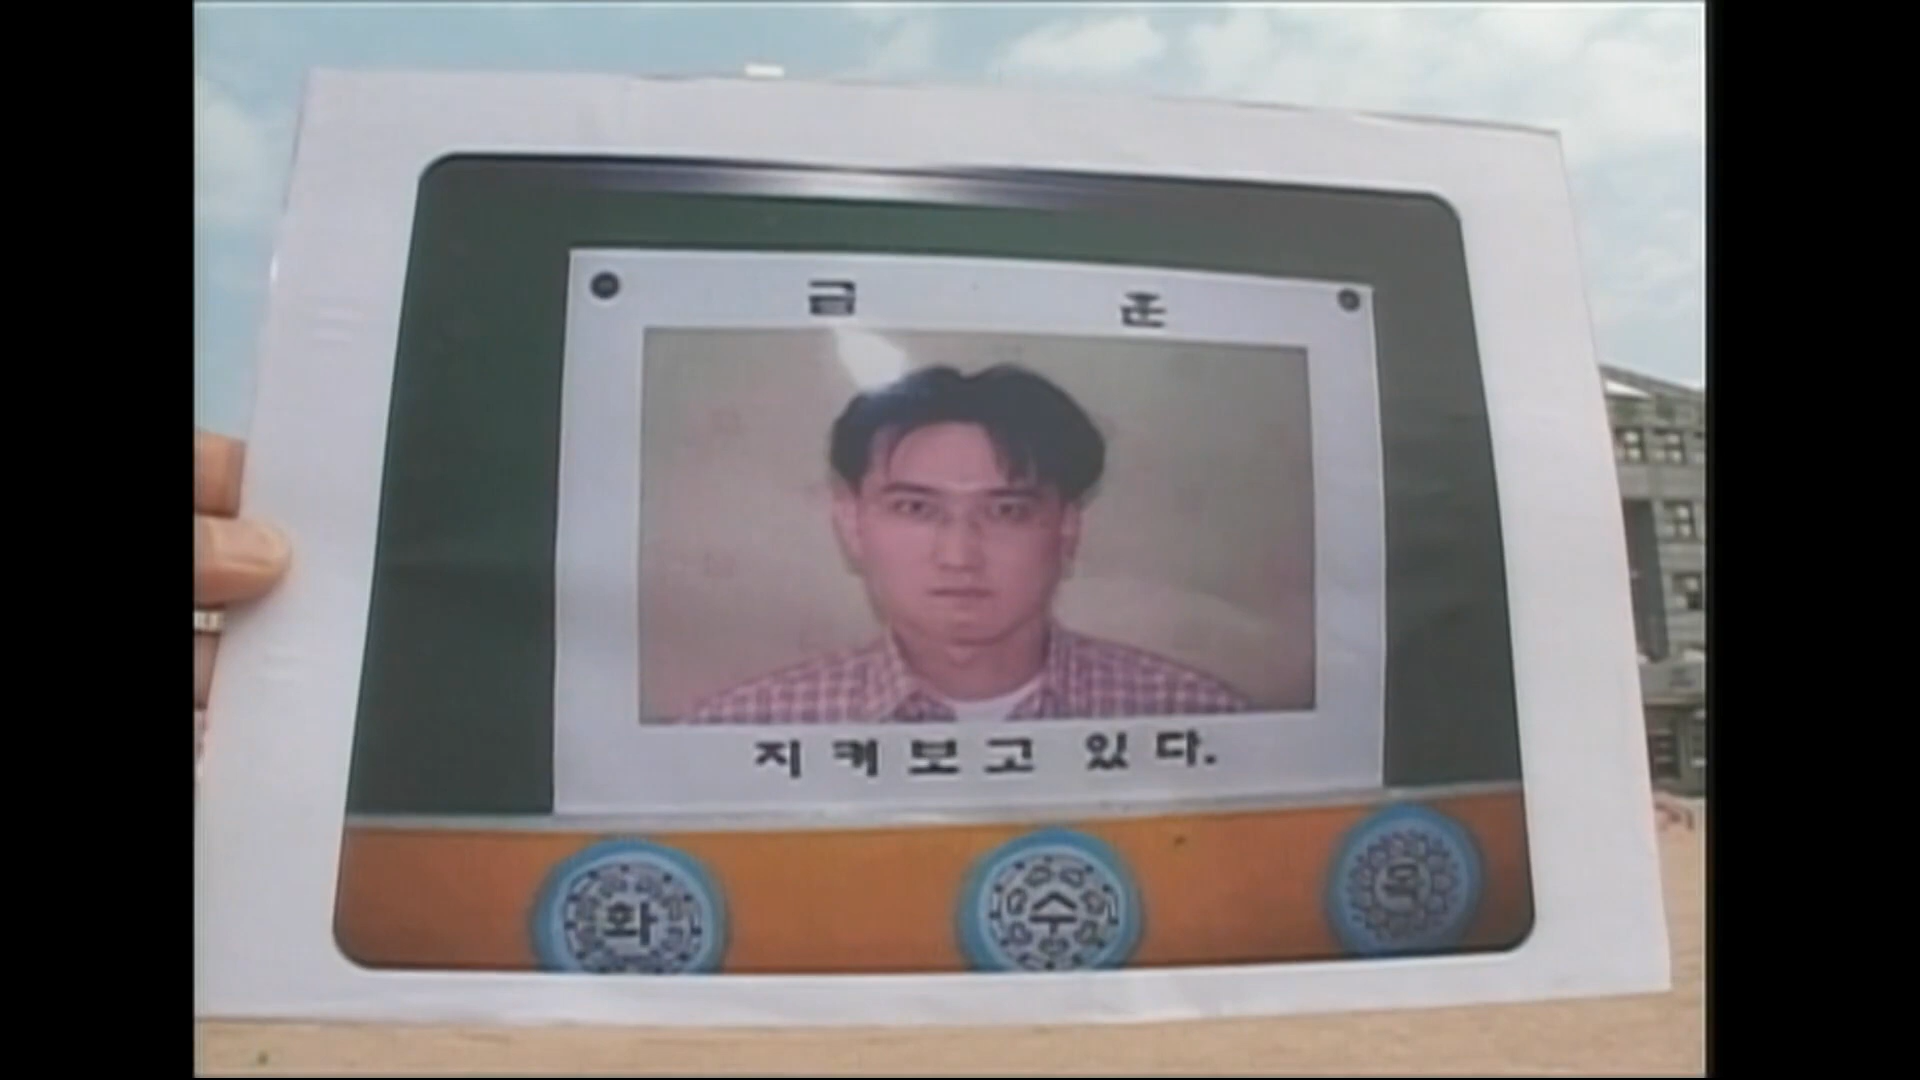 급 훈
지켜보고 있다.
화 수 목